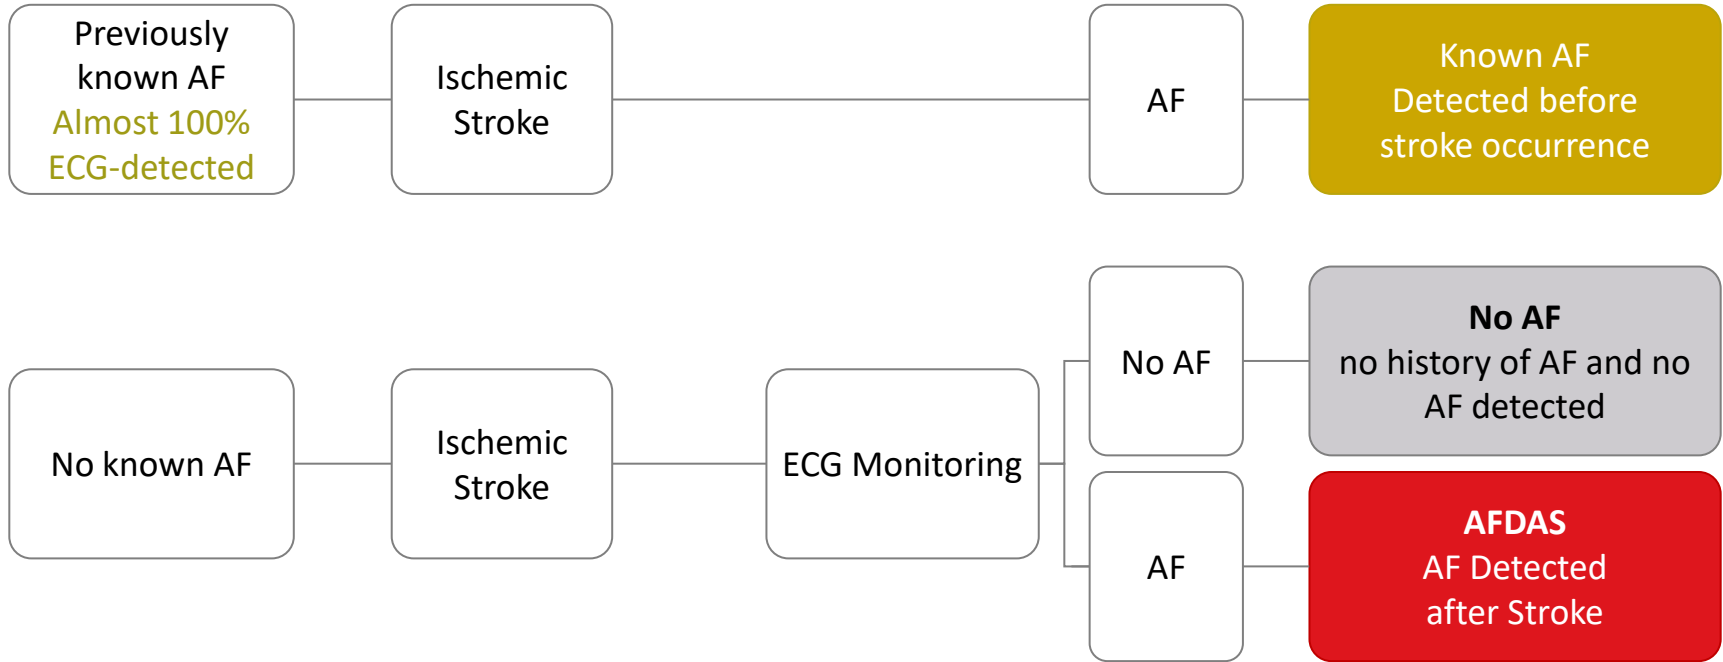 Previously
known AF
Almost 100%
ECG-detected
Ischemic
Stroke
AF
Known AF
Detected before
stroke occurrence
No known AF
Ischemic
Stroke
ECG Monitoring
No AF
No AF
no history of AF and no
AF detected
AF
AFDAS
AF Detected
after Stroke